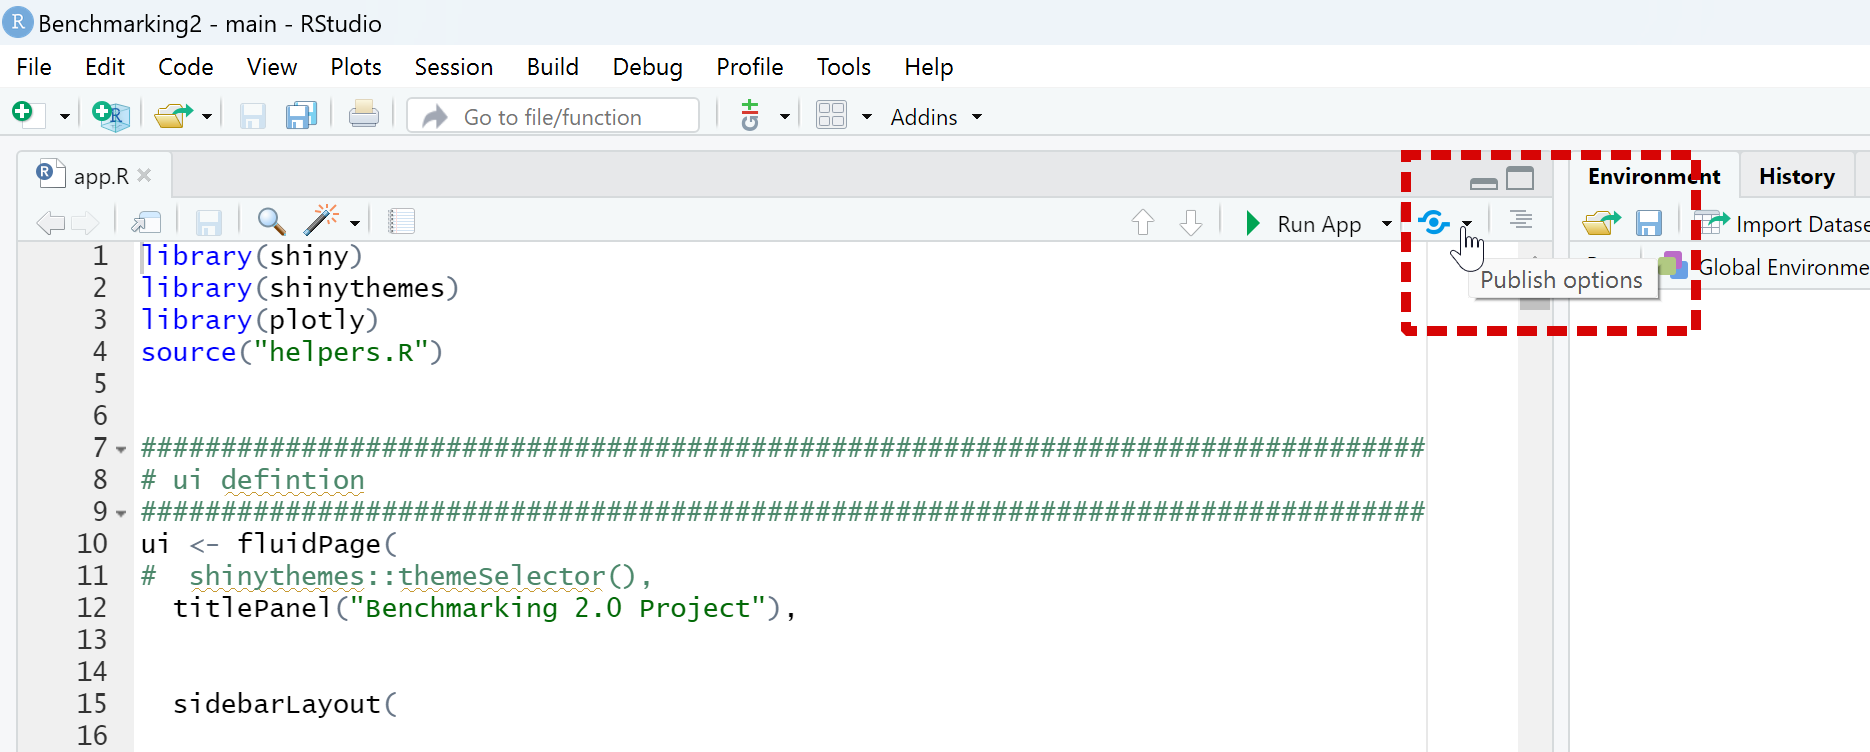 Benchmarking2 - main - RStudio
File Edit Code View Plots Session Build Debug Profile Tools Help
Go to file/function Git Addins
app.R Environment History
Run App Import Datase
Publish options Global Environme
1 library(shiny)
2 library(shinythemes)
3 library(plotly)
4 source("helpers.R")
5
6
7 ################################################################################
8 # ui defintion
9 ################################################################################
10 ui <- fluidPage(
11 #  shinythemes::themeSelector(),
12   titlePanel("Benchmarking 2.0 Project"),
13
14
15   sidebarLayout(
16